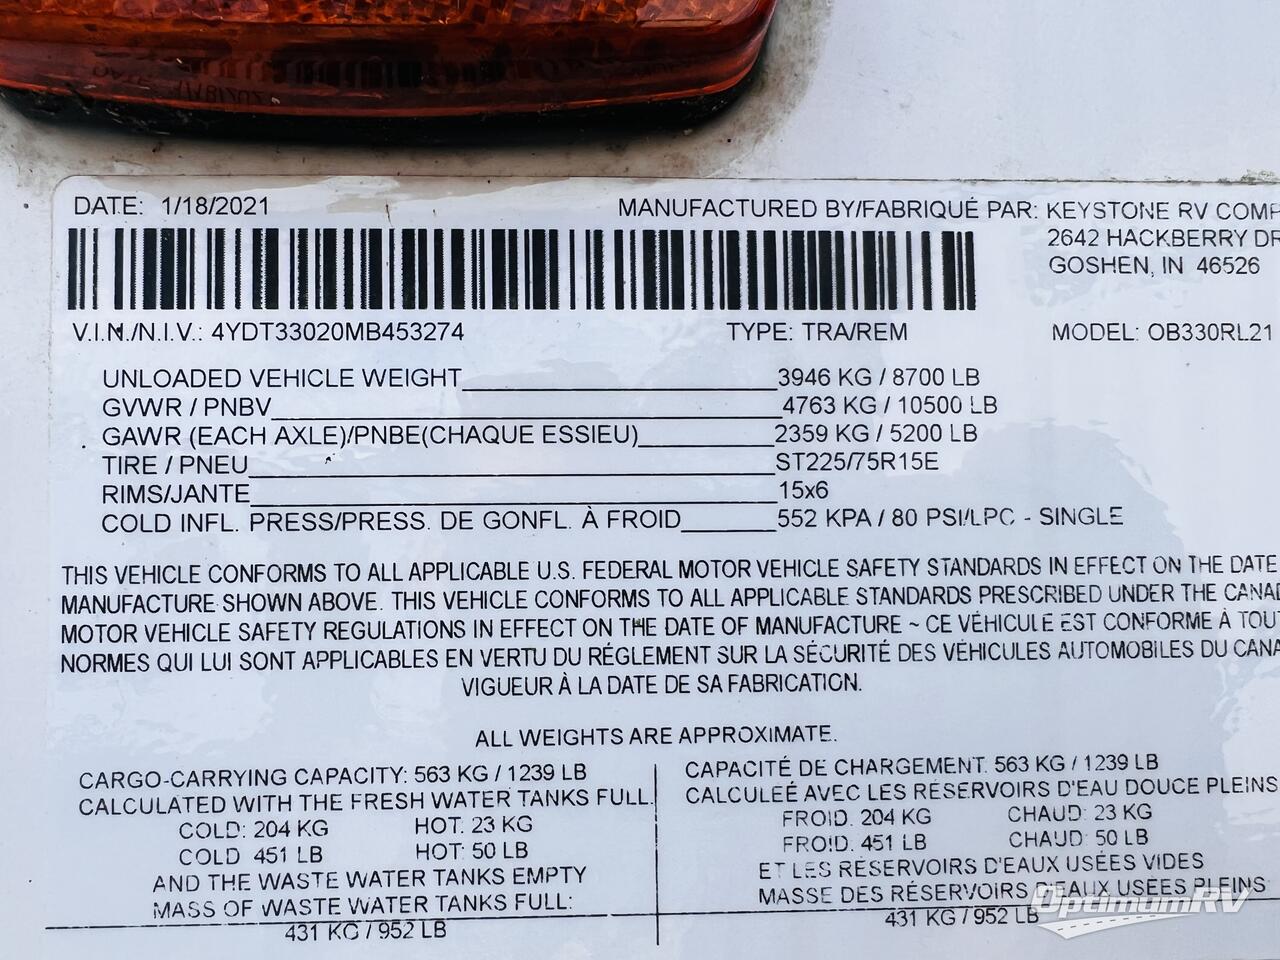 DATE: 1/18/2021
MANUFACTURED BY/FABRIQUÉ PAR: KEYSTONE RV COMP
2642 HACKBERRY DR
GOSHEN, IN 46526
V.I.N./N.I.V.: 4YDT33020MB453274 TYPE: TRA/REM MODEL: OB330RL21
UNLOADED VEHICLE WEIGHT 3946 KG / 8700 LB
GVWR / PNBV 4763 KG / 10500 LB
GAWR (EACH AXLE)/PNBE(CHAQUE ESSIEU) 2359 KG / 5200 LB
TIRE / PNEU ST225/75R15E
RIMS/JANTE 15x6
COLD INFL. PRESS/PRESS. DE GONFL. À FROID 552 KPA / 80 PSI/LPC - SINGLE
THIS VEHICLE CONFORMS TO ALL APPLICABLE U.S. FEDERAL MOTOR VEHICLE SAFETY STANDARDS IN EFFECT ON THE DATE
MANUFACTURE SHOWN ABOVE. THIS VEHICLE CONFORMS TO ALL APPLICABLE STANDARDS PRESCRIBED UNDER THE CANAD
MOTOR VEHICLE SAFETY REGULATIONS IN EFFECT ON THE DATE OF MANUFACTURE ~ CE VÉHICULE EST CONFORME À TOUT
NORMES QUI LUI SONT APPLICABLES EN VERTU DU RÉGLEMENT SUR LA SÉCURITÉ DES VÉHICULES AUTOMOBILES DU CANA
VIGUEUR À LA DATE DE SA FABRICATION.
ALL WEIGHTS ARE APPROXIMATE.
CARGO-CARRYING CAPACITY: 563 KG / 1239 LB
CALCULATED WITH THE FRESH WATER TANKS FULL
COLD: 204 KG HOT: 23 KG
COLD 451 LB HOT: 50 LB
AND THE WASTE WATER TANKS EMPTY
MASS OF WASTE WATER TANKS FULL:
431 KG / 952 LB
CAPACITÉ DE CHARGEMENT: 563 KG / 1239 LB
CALCULEÉ AVEC LES RÉSERVOIRS D'EAU DOUCE PLEINS
FROID: 204 KG CHAUD: 23 KG
FROID: 451 LB CHAUD: 50 LB
ET LES RÉSERVOIRS D'EAUX USÉES VIDES
MASSE DES RÉSERVOIRS D'EAUX USÉES PLEINS
431 KG / 952 LB
OptimumRV